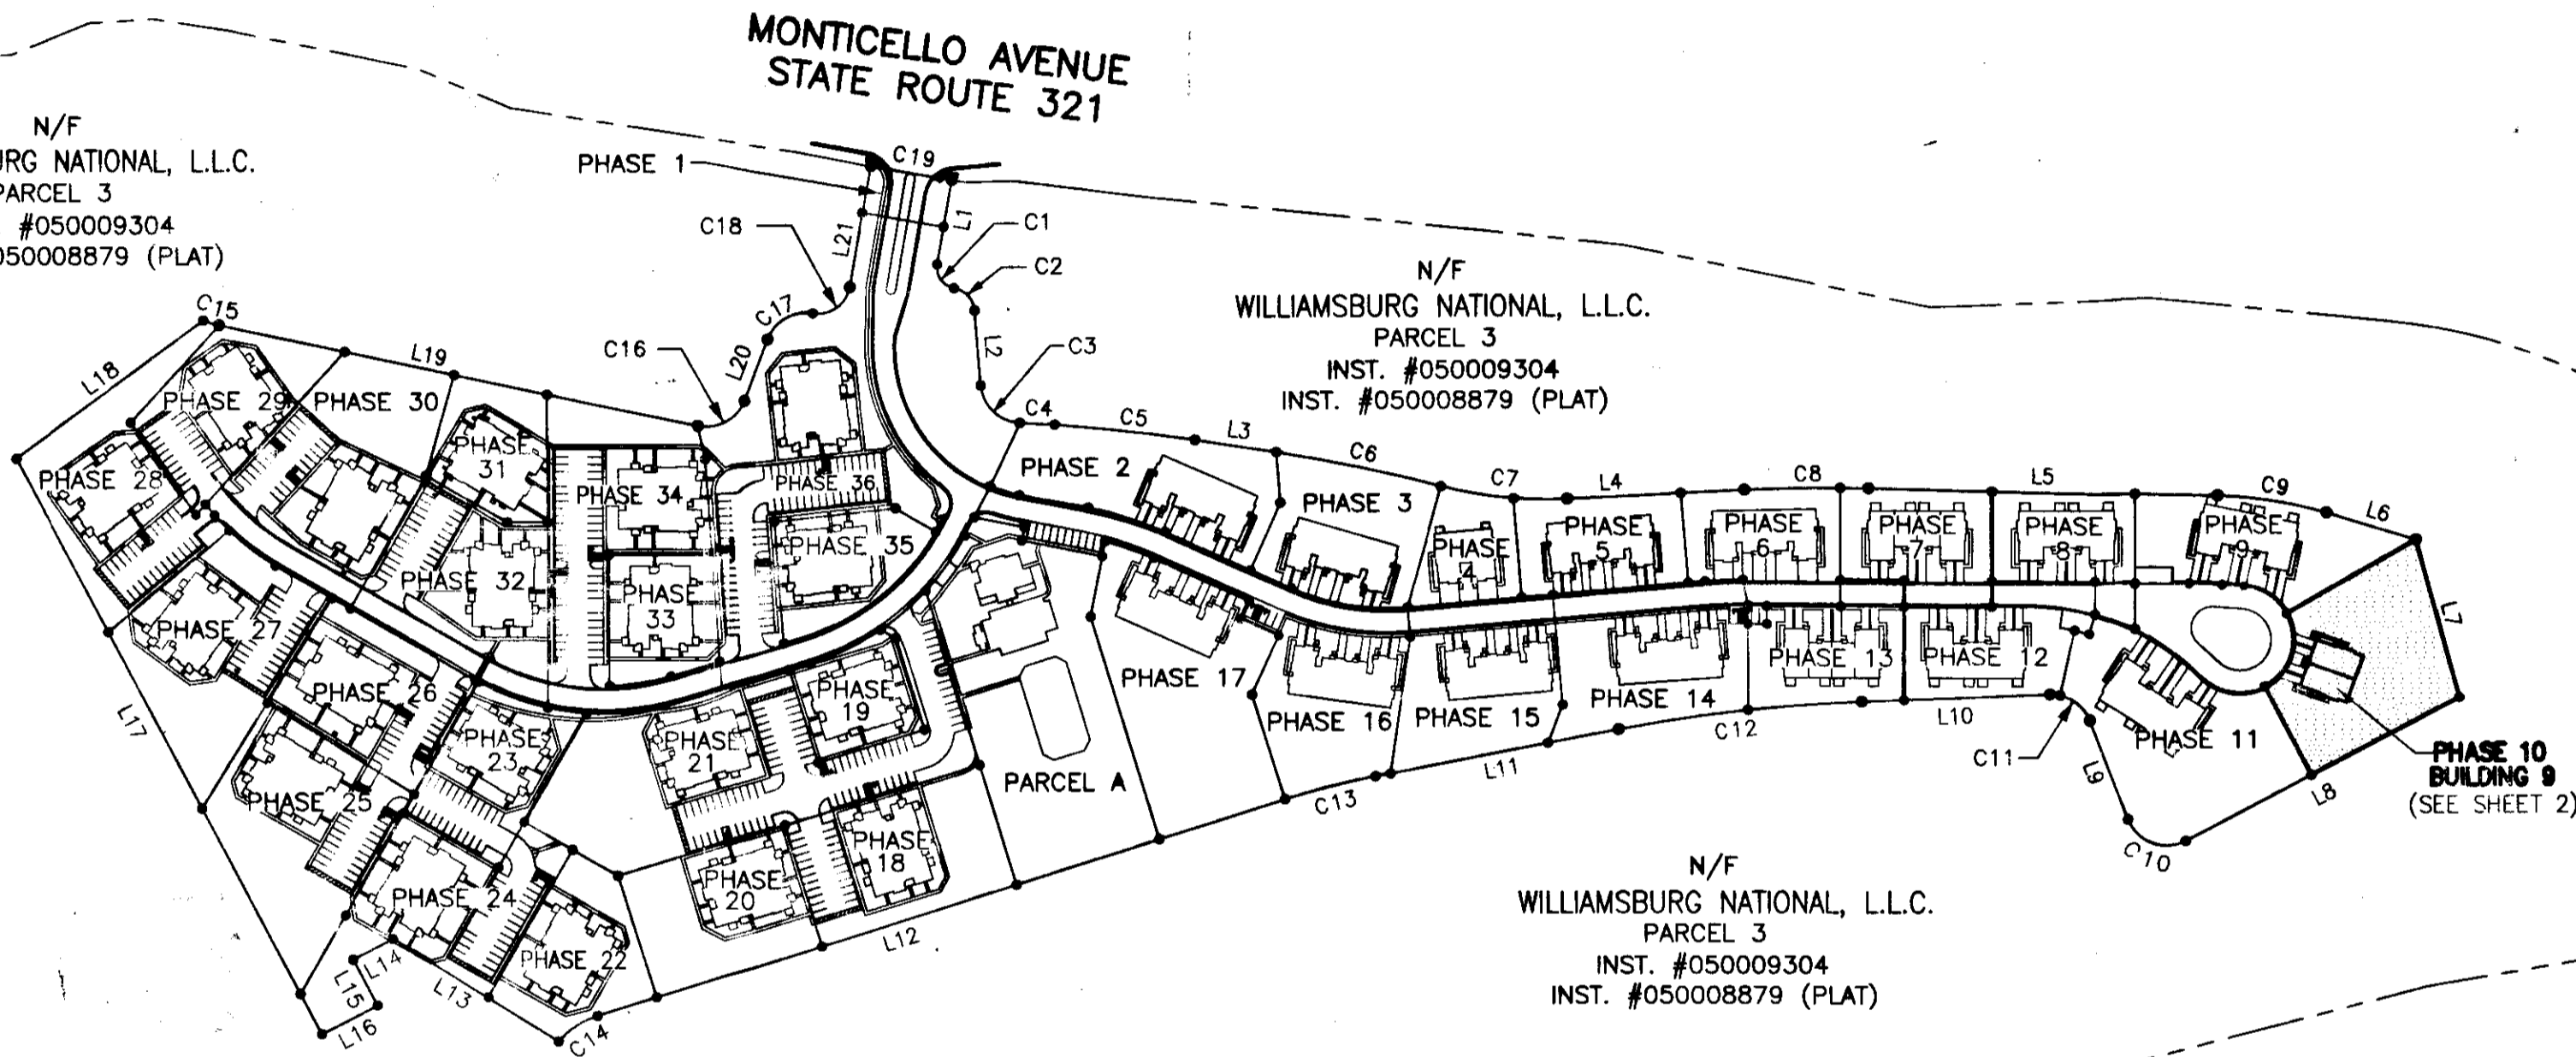 MONTICELLO AVENUE
STATE ROUTE 321
N/F
URG NATIONAL, L.L.C.
PARCEL 3
#050009304
050008879 (PLAT)
PHASE 1
C19
L1
L21
C18
C1
C2
C17
C16
L20
L2
C3
N/F
WILLIAMSBURG NATIONAL, L.L.C.
PARCEL 3
INST. #050009304
INST. #050008879 (PLAT)
C15
L18
L19
C4
C5
L3
C6
C7
L4
C8
L5
C9
L6
L7
PHASE 29
PHASE 30
PHASE 28
PHASE
31
PHASE 34
PHASE 36
PHASE 35
PHASE 32
PHASE
33
PHASE 27
PHASE 26
PHASE 2
PHASE 3
PHASE
4
PHASE
5
PHASE
6
PHASE
7
PHASE
8
PHASE
9
PHASE 17
PHASE 16
PHASE 15
PHASE 14
PHASE 13
PHASE 12
PHASE 11
PHASE 10
BUILDING 9
(SEE SHEET 2)
PHASE
19
PHASE
21
PHASE
23
PHASE 25
PHASE 24
PHASE
20
PHASE
18
PHASE 22
PARCEL A
L17
L14
L15
L16
L13
C14
L12
C13
L11
C12
L10
C11
L9
C10
L8
N/F
WILLIAMSBURG NATIONAL, L.L.C.
PARCEL 3
INST. #050009304
INST. #050008879 (PLAT)